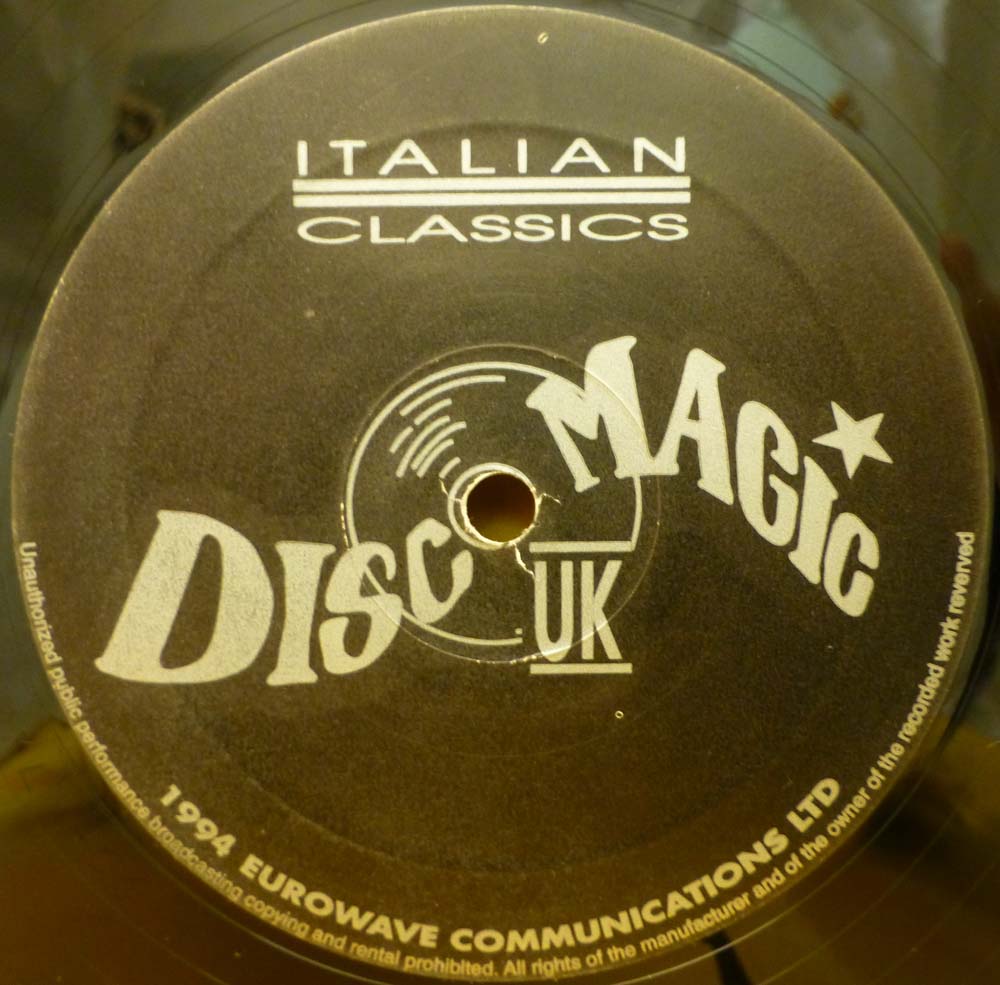 ITALIAN
CLASSICS
DISC MAGIC
UK
1994 EUROWAVE COMMUNICATIONS LTD
Unauthorized public performance broadcasting copying and rental prohibited. All rights of the manufacturer and of the owner of the recorded work reverved